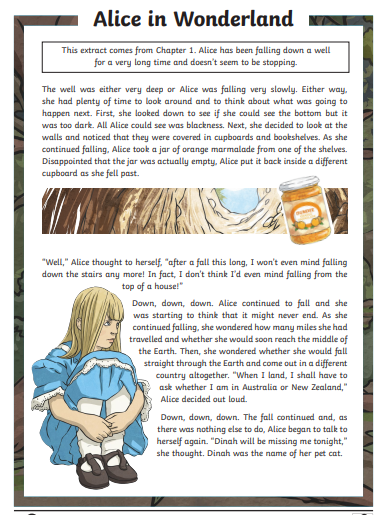 Alice in Wonderland
This extract comes from Chapter 1. Alice has been falling down a well
for a very long time and doesn't seem to be stopping.
The well was either very deep or Alice was falling very slowly. Either way,
she had plenty of time to look around and to think about what was going to
happen next. First, she looked down to see if she could see the bottom but it
was too dark. All Alice could see was blackness. Next, she decided to look at the
walls and noticed that they were covered in cupboards and bookshelves. As she
continued falling, Alice took a jar of orange marmalade from one of the shelves.
Disappointed that the jar was actually empty, Alice put it back inside a different
cupboard as she fell past.
"Well," Alice thought to herself, "after a fall this long, I won't even mind falling
down the stairs any more! In fact, I don't think I'd even mind falling from the
top of a house!"
Down, down, down. Alice continued to fall and she
was starting to think that it might never end. As she
continued falling, she wondered how many miles she had
travelled and whether she would soon reach the middle of
the Earth. Then, she wondered whether she would fall
straight through the Earth and come out in a different
country altogether. "When I land, I shall have to
ask whether I am in Australia or New Zealand,"
Alice decided out loud.
Down, down, down. The fall continued and, as
there was nothing else to do, Alice began to talk to
herself again. "Dinah will be missing me tonight,"
she thought. Dinah was the name of her pet cat.